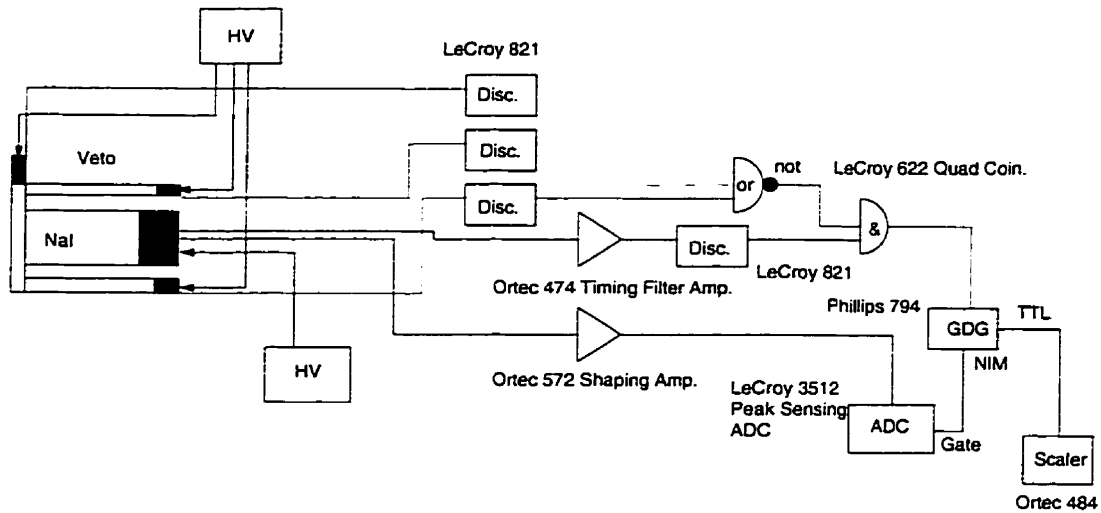 HV
LeCroy 821
Disc.
Veto
Disc.
not
LeCroy 622 Quad Coin.
or
Disc.
NaI
&
Disc.
LeCroy 821
Ortec 474 Timing Filter Amp.
Phillips 794
TTL
GDG
HV
NIM
Ortec 572 Shaping Amp.
LeCroy 3512
Peak Sensing
ADC
ADC
Gate
Scaler
Ortec 484